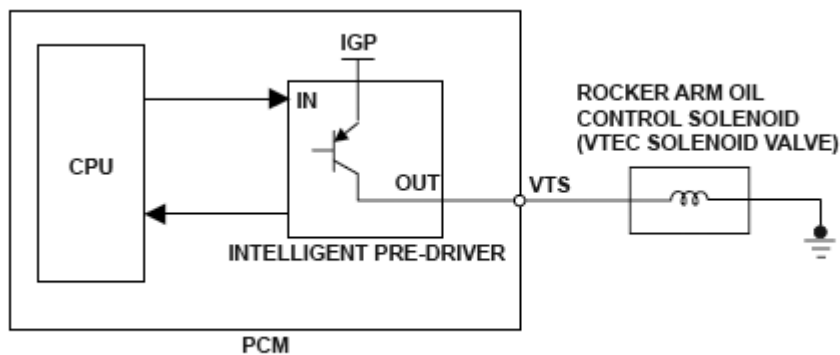 IGP
IN
CPU
OUT
VTS
INTELLIGENT PRE-DRIVER
PCM
ROCKER ARM OIL
CONTROL SOLENOID
(VTEC SOLENOID VALVE)